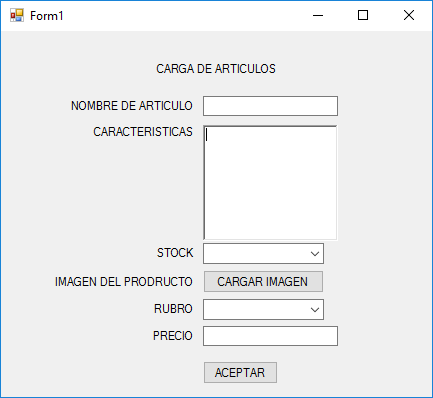 Form1
CARGA DE ARTICULOS
NOMBRE DE ARTICULO
CARACTERISTICAS
STOCK
IMAGEN DEL PRODRUCTO CARGAR IMAGEN
RUBRO
PRECIO
ACEPTAR